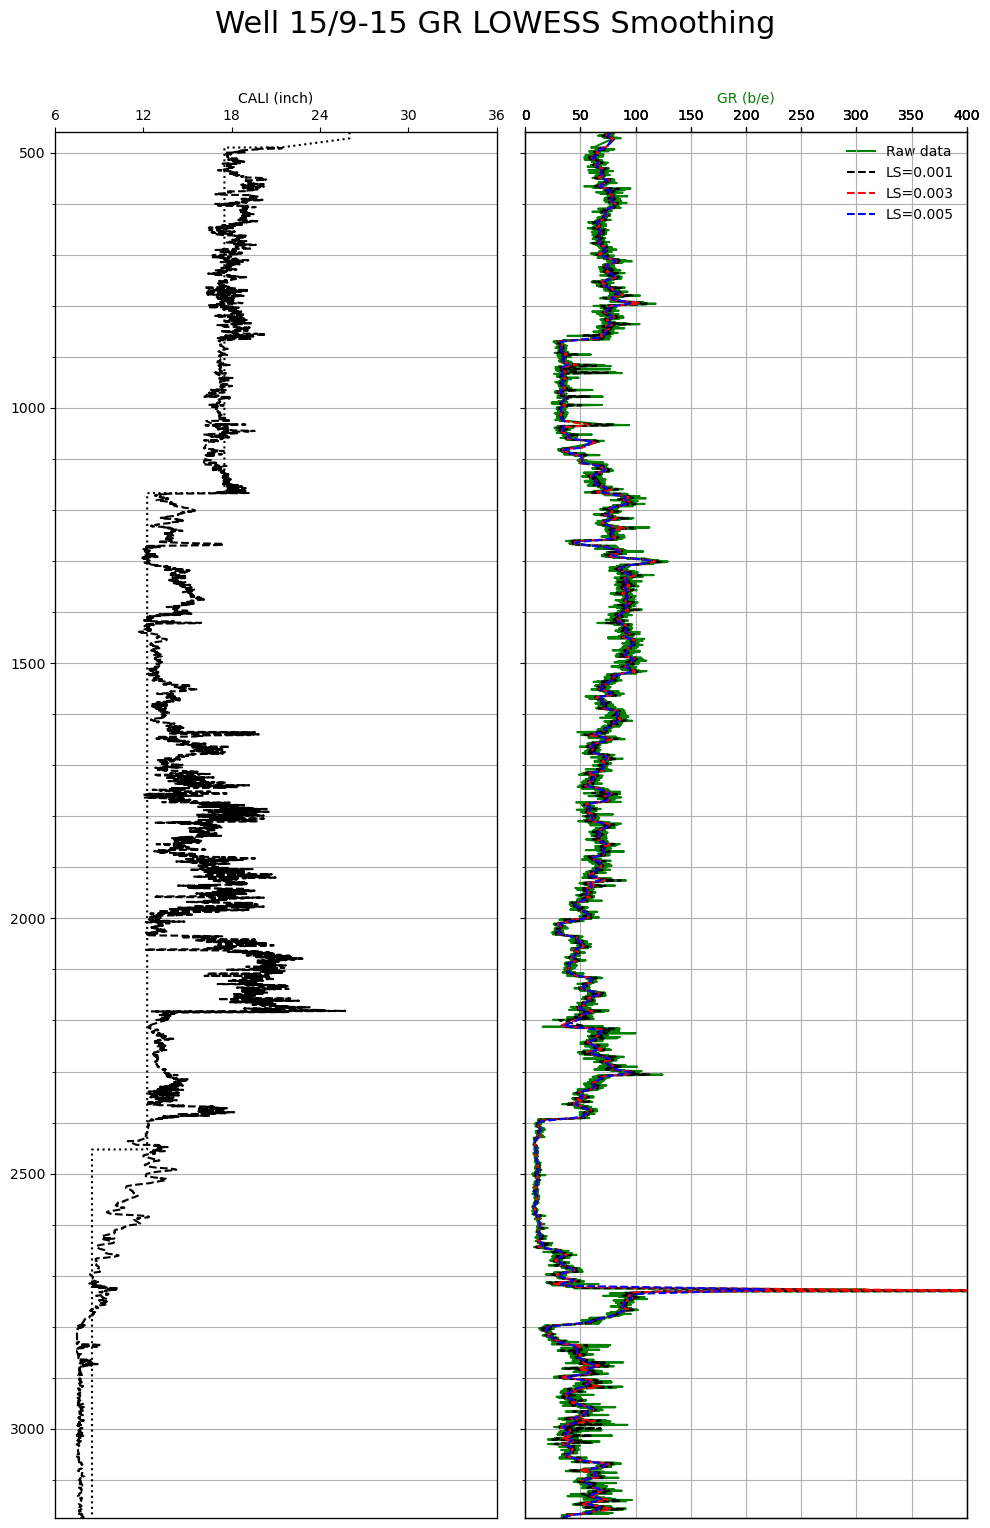 Well 15/9-15 GR LOWESS Smoothing
CALI (inch)
GR (b/e)
6 12 18 24 30 36
0 50 100 150 200 250 300 350 400
500
1000
1500
2000
2500
3000
Raw data
LS=0.001
LS=0.003
LS=0.005